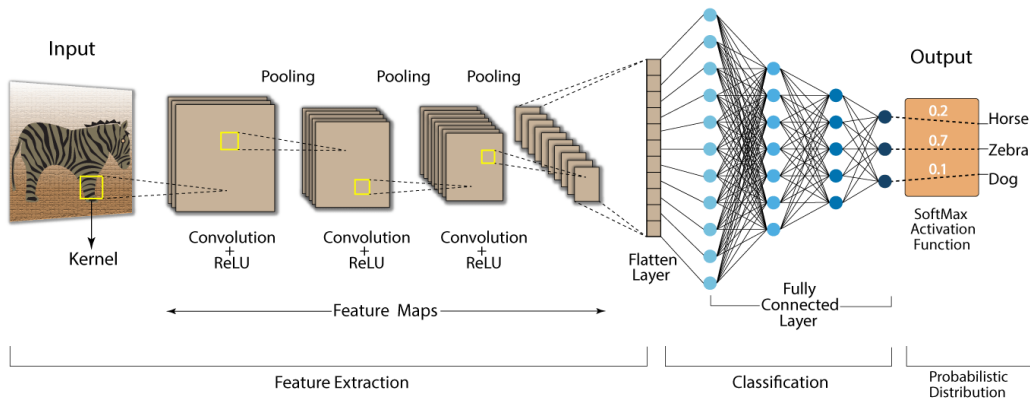 Input
Kernel
Pooling
Pooling
Pooling
Convolution
+
ReLU
Convolution
+
ReLU
Convolution
+
ReLU
Feature Maps
Flatten
Layer
Fully
Connected
Layer
Output
0.2
Horse
0.7
Zebra
0.1
Dog
SoftMax
Activation
Function
Feature Extraction
Classification
Probabilistic
Distribution